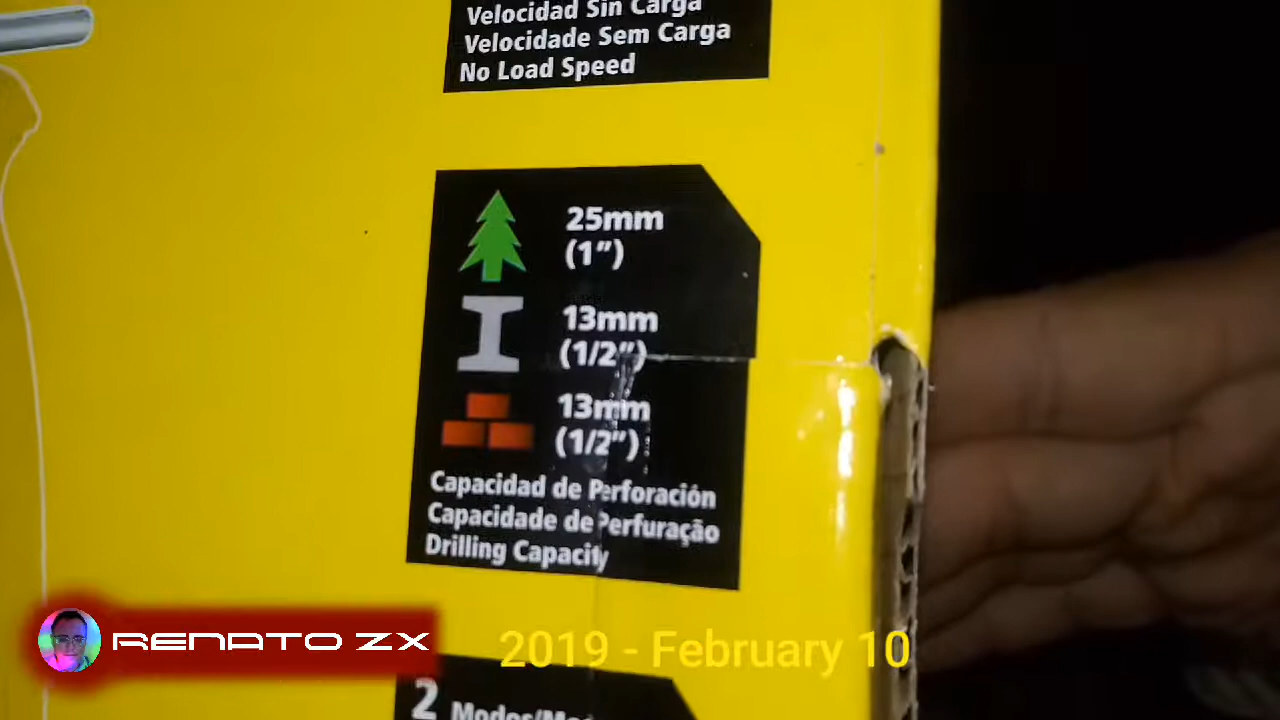 Velocidad Sin Carga
Velocidade Sem Carga
No Load Speed
25mm
(1")
13mm
(1/2")
13mm
(1/2")
Capacidad de Perforación
Capacidade de Perfuração
Drilling Capacity
RENATO ZX
2019 - February 10
2 Modos/